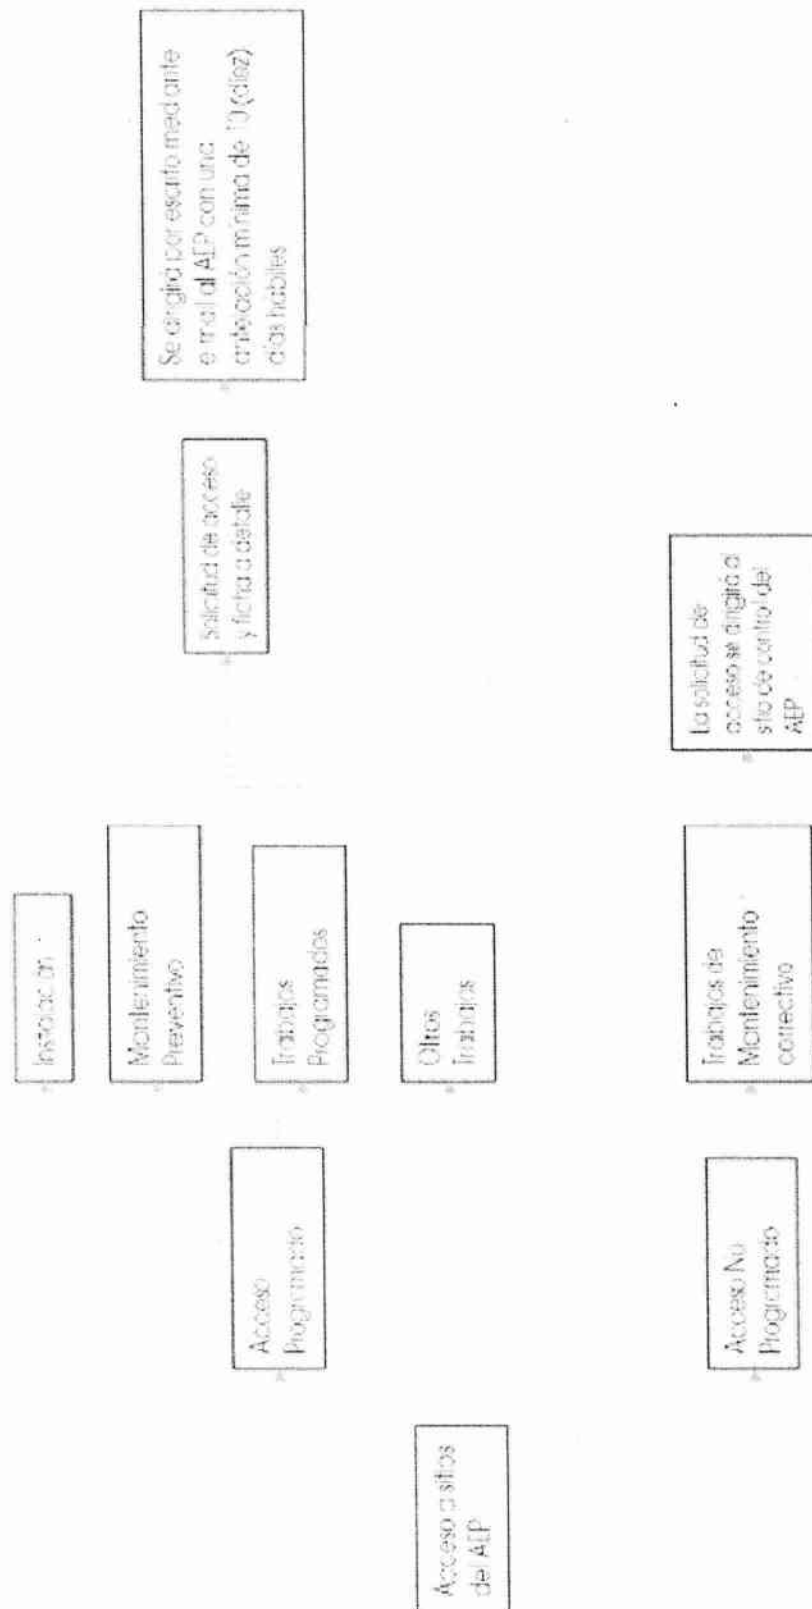 Acceso a sitios
del AEP
Acceso
Programado
Instalación
Mantenimiento
Preventivo
Trabajos
Programados
Otros
Trabajos
Solicitud de acceso
y ficha a detalle
Se dirigirá por escrito mediante
e mail al AEP con una
antelación mínima de 10 (diez)
días hábiles
Acceso No
Programado
Trabajos de
Mantenimiento
correctivo
La solicitud de
acceso se dirigirá al
sitio de control del
AEP